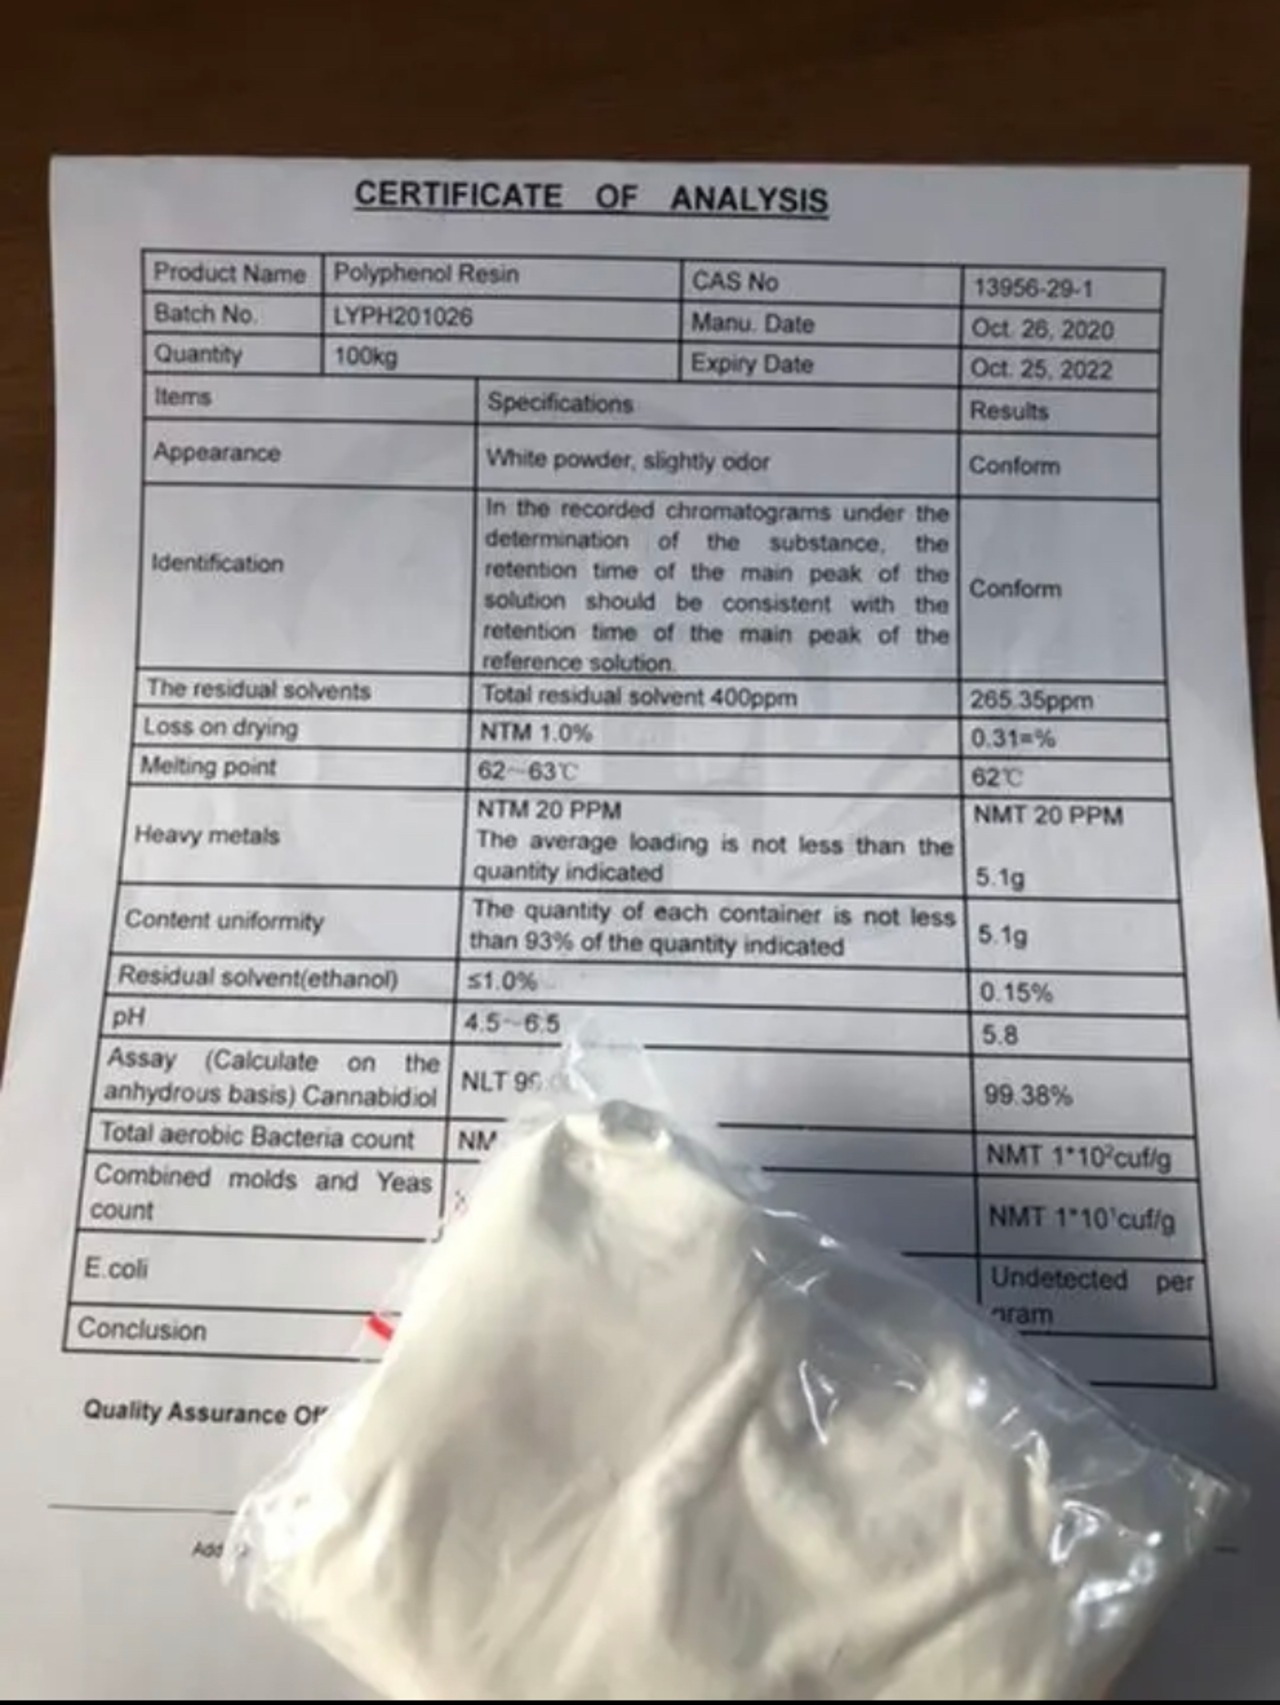 CERTIFICATE OF ANALYSIS
Product Name Polyphenol Resin CAS No 13956-29-1
Batch No. LYPH201026 Manu. Date Oct. 26, 2020
Quantity 100kg Expiry Date Oct. 25, 2022
Items Specifications Results
Appearance White powder, slightly odor Conform
Identification
In the recorded chromatograms under the
determination of the substance, the
retention time of the main peak of the
solution should be consistent with the
retention time of the main peak of the
reference solution.
Conform
The residual solvents Total residual solvent 400ppm 265.35ppm
Loss on drying NTM 1.0% 0.31=%
Melting point 62~63℃ 62℃
Heavy metals
NTM 20 PPM
The average loading is not less than the
quantity indicated
NMT 20 PPM
5.1g
Content uniformity
The quantity of each container is not less
than 93% of the quantity indicated
5.1g
Residual solvent(ethanol) ≤1.0% 0.15%
pH 4.5~6.5 5.8
Assay (Calculate on the
anhydrous basis) Cannabidiol
NLT
99.38%
Total aerobic Bacteria count NM NMT 1*10²cuf/g
Combined molds and Yeas
count
NMT 1*10¹cuf/g
E.coli
Undetected per
gram
Conclusion
Quality Assurance Of
Add